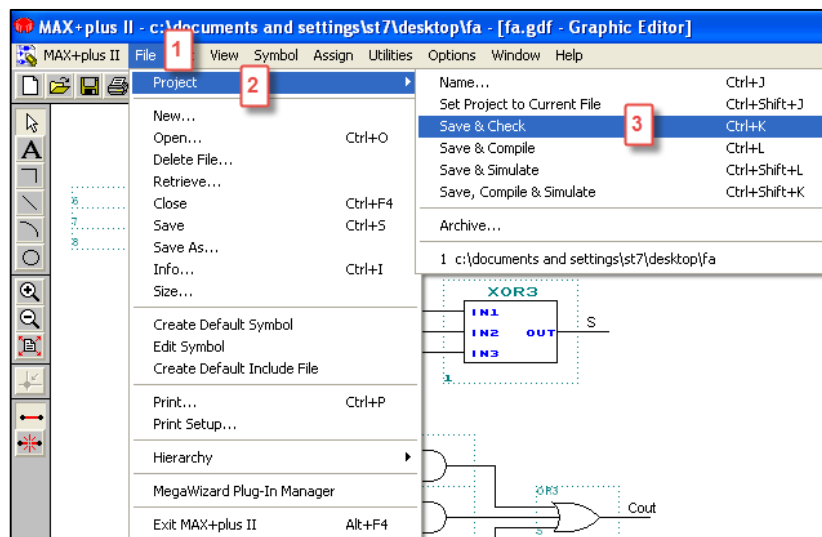 MAX+plus II - c:\documents and settings\st7\desktop\fa - [fa.gdf - Graphic Editor]
MAX+plus II File View Symbol Assign Utilities Options Window Help
1
Project
2
New...
Open... Ctrl+O
Delete File...
Retrieve...
Close Ctrl+F4
Save Ctrl+S
Save As...
Info... Ctrl+I
Size...
Create Default Symbol
Edit Symbol
Create Default Include File
Print... Ctrl+P
Print Setup...
Hierarchy
MegaWizard Plug-In Manager
Exit MAX+plus II Alt+F4
Name... Ctrl+J
Set Project to Current File Ctrl+Shift+J
Save & Check Ctrl+K
3
Save & Compile Ctrl+L
Save & Simulate Ctrl+Shift+L
Save, Compile & Simulate Ctrl+Shift+K
Archive...
1 c:\documents and settings\st7\desktop\fa
A
6
7
8
XOR3
IN1
IN2 OUT
IN3
S
1
OR3
Cout
5